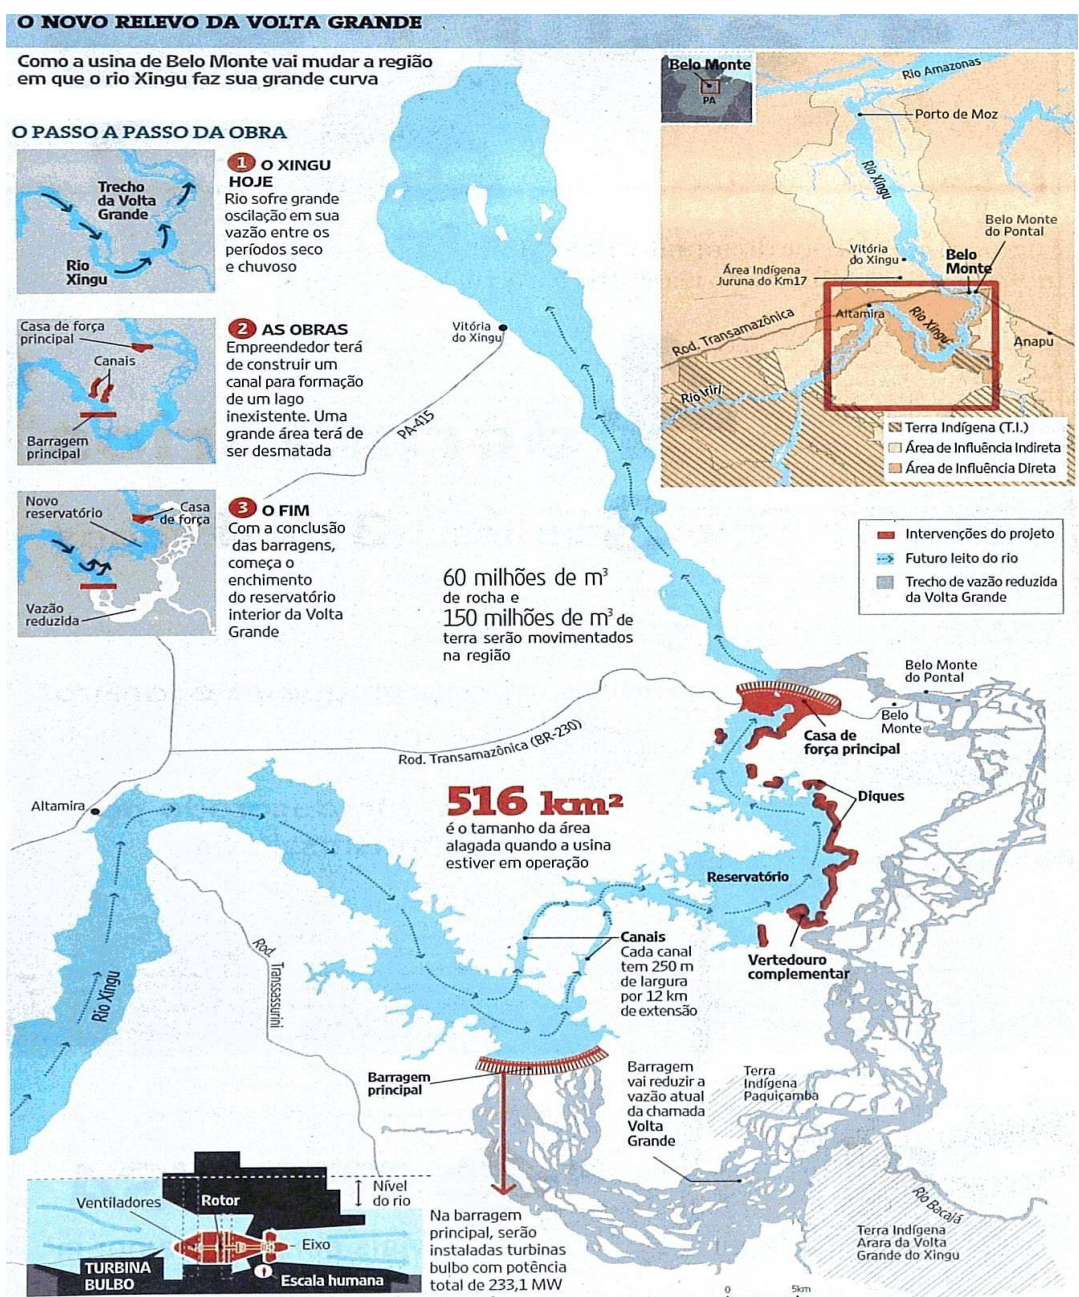 O NOVO RELEVO DA VOLTA GRANDE
Como a usina de Belo Monte vai mudar a região
em que o rio Xingu faz sua grande curva
O PASSO A PASSO DA OBRA
Trecho
da Volta
Grande
Rio
Xingu
1 O XINGU
HOJE
Rio sofre grande
oscilação em sua
vazão entre os
períodos seco
e chuvoso
Casa de força
principal
Canais
Barragem
principal
2 AS OBRAS
Empreendedor terá
de construir um
canal para formação
de um lago
inexistente. Uma
grande área terá de
ser desmatada
Novo
reservatório
Casa
de força
Vazão
reduzida
3 O FIM
Com a conclusão
das barragens,
começa o
enchimento
do reservatório
interior da Volta
Grande
Belo Monte
PA
Rio Amazonas
Porto de Moz
Rio Xingu
Belo Monte
do Pontal
Vitória
do Xingu
Belo
Monte
Área Indígena
Juruna do Km17
Altamira
Rio Xingu
Rod. Transamazônica
Anapu
Rio Iriri
Terra Indígena (T.I.)
Área de Influência Indireta
Área de Influência Direta
Intervenções do projeto
Futuro leito do rio
Trecho de vazão reduzida
da Volta Grande
Vitória
do Xingu
PA-415
60 milhões de m³
de rocha e
150 milhões de m³ de
terra serão movimentados
na região
Belo Monte
do Pontal
Belo
Monte
Casa de
força principal
Rod. Transamazônica (BR-230)
Altamira
516 km²
é o tamanho da área
alagada quando a usina
estiver em operação
Diques
Reservatório
Canais
Cada canal
tem 250 m
de largura
por 12 km
de extensão
Vertedouro
complementar
Rod. Transassurini
Rio Xingu
Barragem
principal
Barragem
vai reduzir a
vazão atual
da chamada
Volta
Grande
Terra
Indígena
Paquiçamba
Rio Bacajá
Terra Indígena
Arara da Volta
Grande do Xingu
Nível
do rio
Ventiladores
Rotor
Eixo
TURBINA
BULBO
Escala humana
Na barragem
principal, serão
instaladas turbinas
bulbo com potência
total de 233,1 MW
0 5km